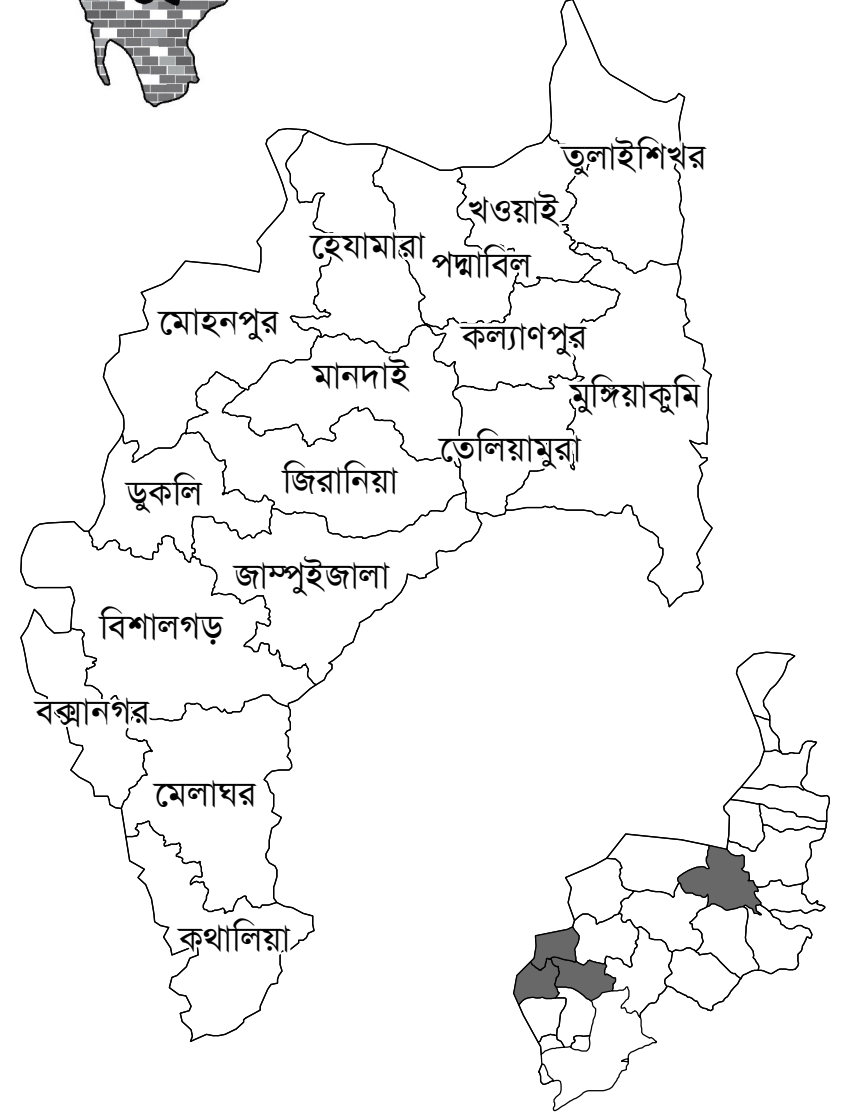 তুলাইশিখর
খওয়াই
হেযামারা
পদ্মাবিল
মোহনপুর
কল্যাণপুর
মানদাই
মুঙ্গিয়াকুমি
তেলিয়ামুরা
জিরানিয়া
ডুকলি
জাম্পুইজালা
বিশালগড়
বক্সানগর
মেলাঘর
কথালিয়া